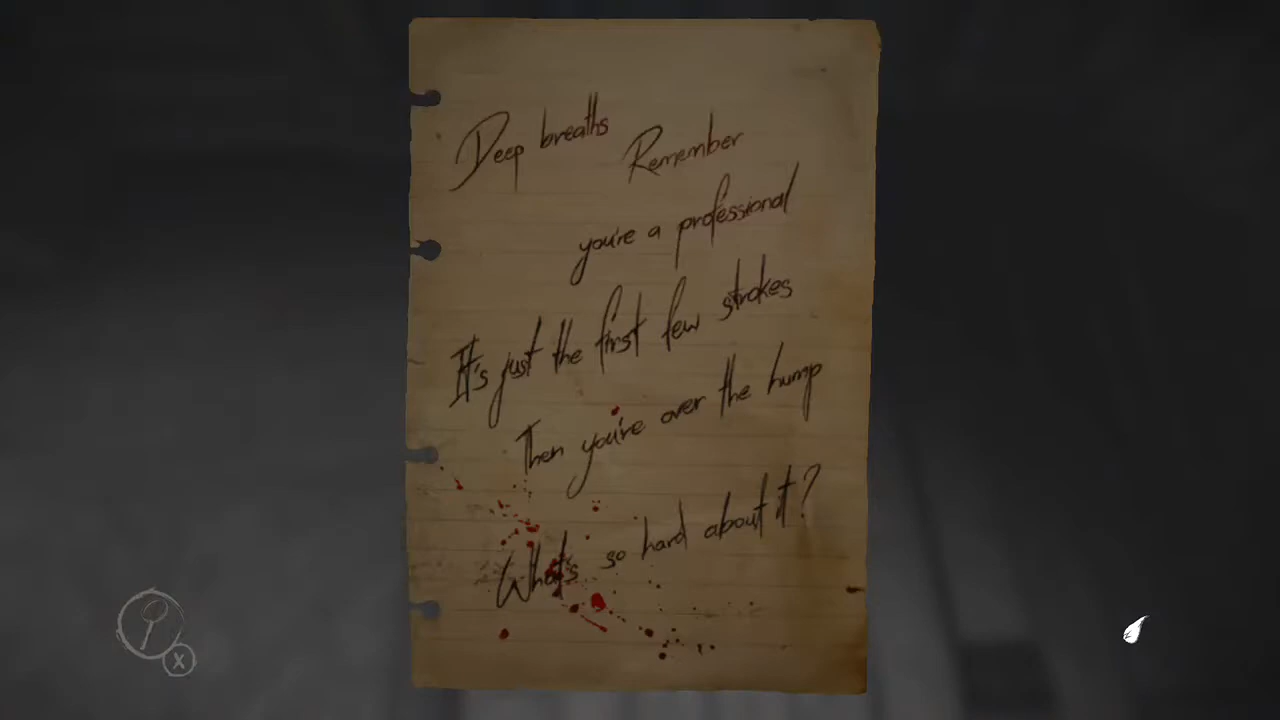 Deep breaths
Remember
you're a professional
It's just the first few strokes
Then you're over the hump
What's so hard about it?
X